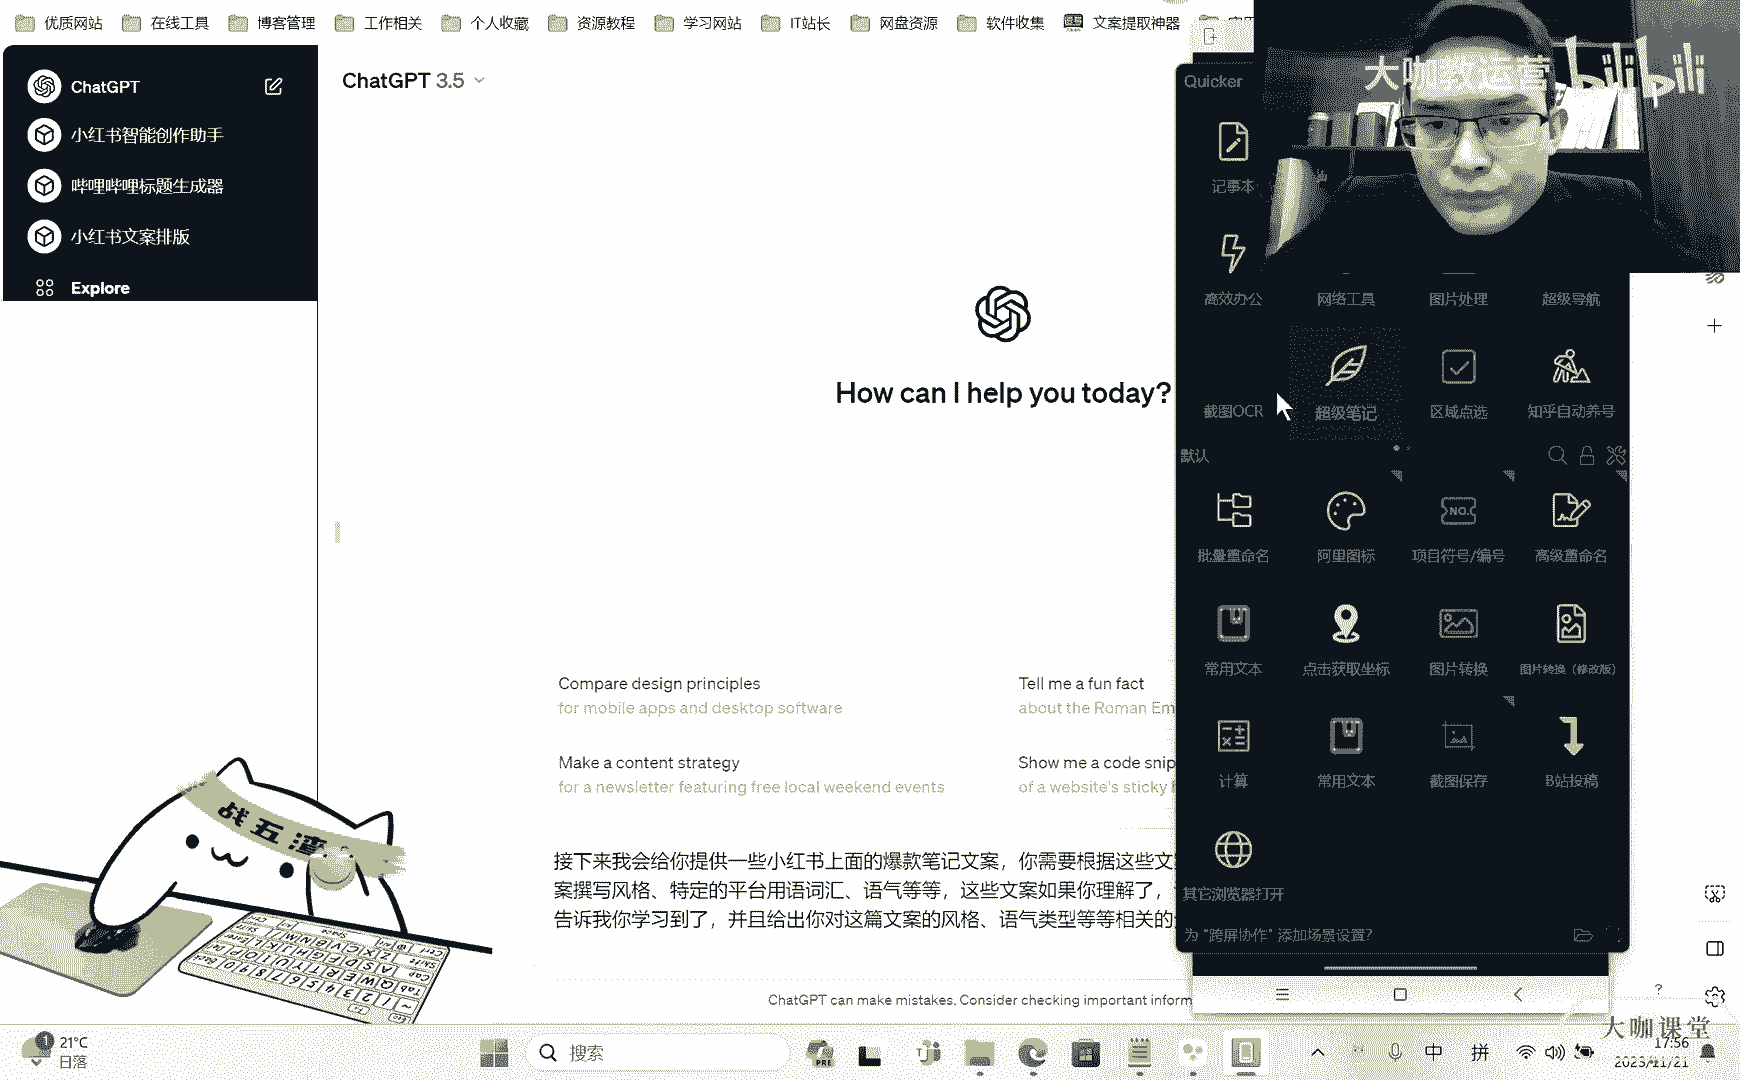 优质网站 在线工具 博客管理 工作相关 个人收藏 资源教程 学习网站 IT站长 网盘资源 软件收集 文案提取神器
大咖教运营 bilibili
ChatGPT
小红书智能创作助手
哔哩哔哩标题生成器
小红书文案排版
Explore
ChatGPT 3.5
How can I help you today?
Compare design principles
for mobile apps and desktop software
Tell me a fun fact
about the Roman Em
Make a content strategy
for a newsletter featuring free local weekend events
Show me a code snip
of a website's sticky
接下来我会给你提供一些小红书上面的爆款笔记文案，你需要根据这些文
案撰写风格、特定的平台用语词汇、语气等等，这些文案如果你理解了，
告诉我你学习到了，并且给出你对这篇文案的风格、语气类型等等相关的
ChatGPT can make mistakes. Consider checking important inform
Quicker
记事本
高效办公 网络工具 图片处理 超级导航
截图OCR 超级笔记 区域点选 知乎自动养号
默认
NO.
批量重命名 阿里图标 项目符号/编号 高级重命名
常用文本 点击获取坐标 图片转换 图片转换（修改版）
计算 常用文本 截图保存 B站投稿
其它浏览器打开
为 "跨屏协作" 添加场景设置?
战五渣
大咖课堂
1
21°C
日落
搜索
PRE
中 拼
17:56
2023/11/21